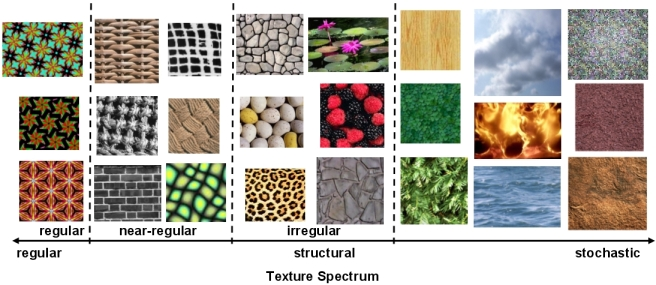 regular near-regular irregular
regular structural stochastic
Texture Spectrum